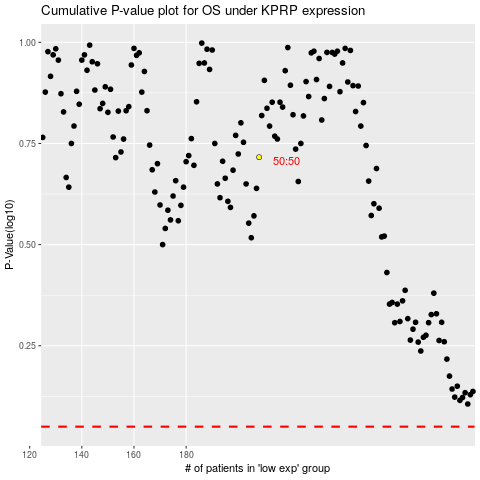 Cumulative P-value plot for OS under KPRP expression
P-Value(log10)
1.00
0.75
0.50
0.25
50:50
120 140 160 180
# of patients in 'low exp' group